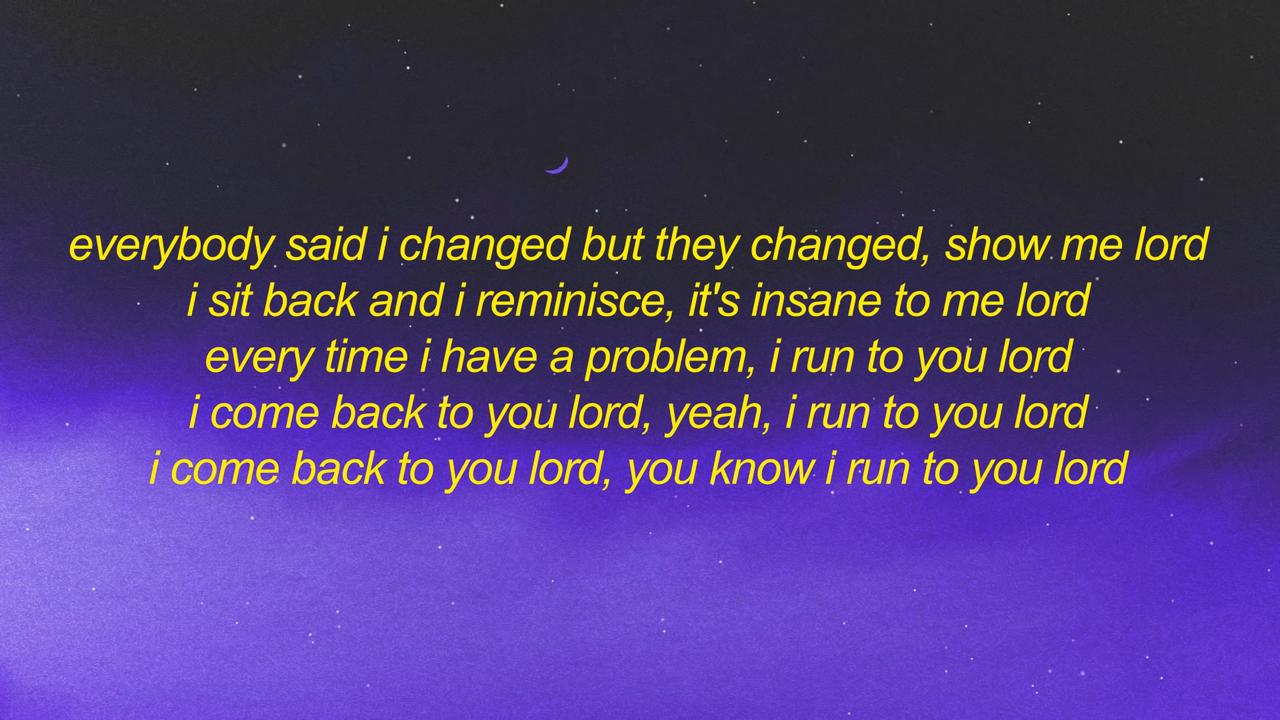 everybody said i changed but they changed, show me lord
i sit back and i reminisce, it's insane to me lord
every time i have a problem, i run to you lord
i come back to you lord, yeah, i run to you lord
i come back to you lord, you know i run to you lord